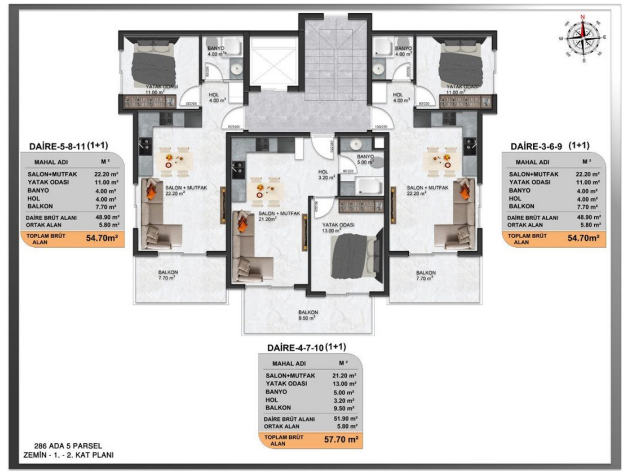 N
W
E
S
BANYO
4.00 m²
BANYO
4.00 m²
YATAK ODASI
11.00 m²
YATAK ODASI
11.00 m²
HOL
4.00 m²
HOL
4.00 m²
DAİRE-5-8-11 (1+1)
MAHAL ADI M²
SALON+MUTFAK 22.20 m²
YATAK ODASI 11.00 m²
BANYO 4.00 m²
HOL 4.00 m²
BALKON 7.70 m²
DAİRE BRÜT ALANI 48.90 m²
ORTAK ALAN 5.80 m²
TOPLAM BRÜT ALAN 54.70m²
DAİRE-3-6-9 (1+1)
MAHAL ADI M²
SALON+MUTFAK 22.20 m²
YATAK ODASI 11.00 m²
BANYO 4.00 m²
HOL 4.00 m²
BALKON 7.70 m²
DAİRE BRÜT ALANI 48.90 m²
ORTAK ALAN 5.80 m²
TOPLAM BRÜT ALAN 54.70m²
BANYO
5.00 m²
HOL
3.20 m²
SALON + MUTFAK
22.20 m²
SALON + MUTFAK
21.20m²
SALON + MUTFAK
22.20 m²
YATAK ODASI
13.00 m²
BALKON
7.70 m²
BALKON
7.70 m²
BALKON
9.50 m²
DAİRE-4-7-10 (1+1)
MAHAL ADI M²
SALON+MUTFAK 21.20 m²
YATAK ODASI 13.00 m²
BANYO 5.00 m²
HOL 3.20 m²
BALKON 9.50 m²
DAİRE BRÜT ALANI 51.90 m²
ORTAK ALAN 5.80 m²
TOPLAM BRÜT ALAN 57.70 m²
286 ADA 5 PARSEL
ZEMİN - 1. - 2. KAT PLANI